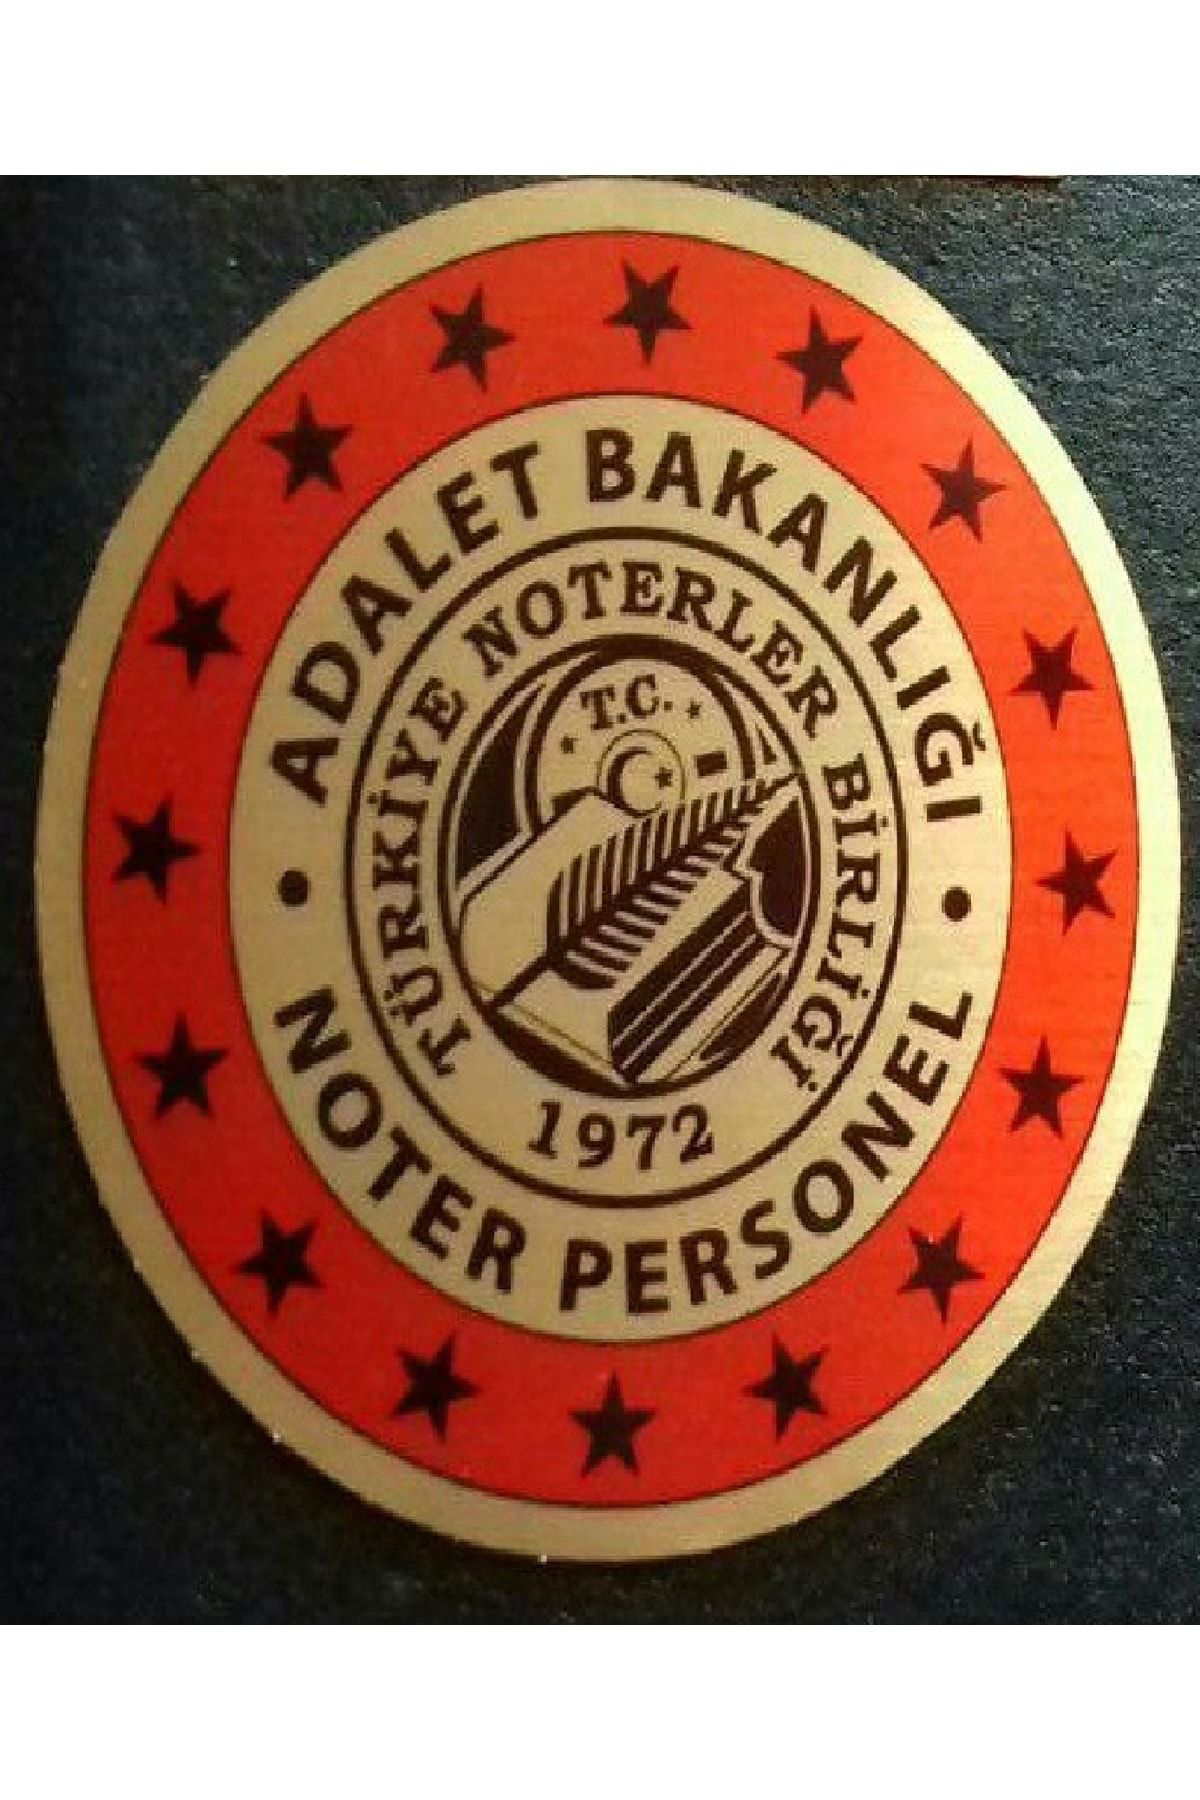 ADALET BAKANLIĞI
TÜRKİYE NOTERLER BİRLİĞİ
T.C.
1972
NOTER PERSONEL